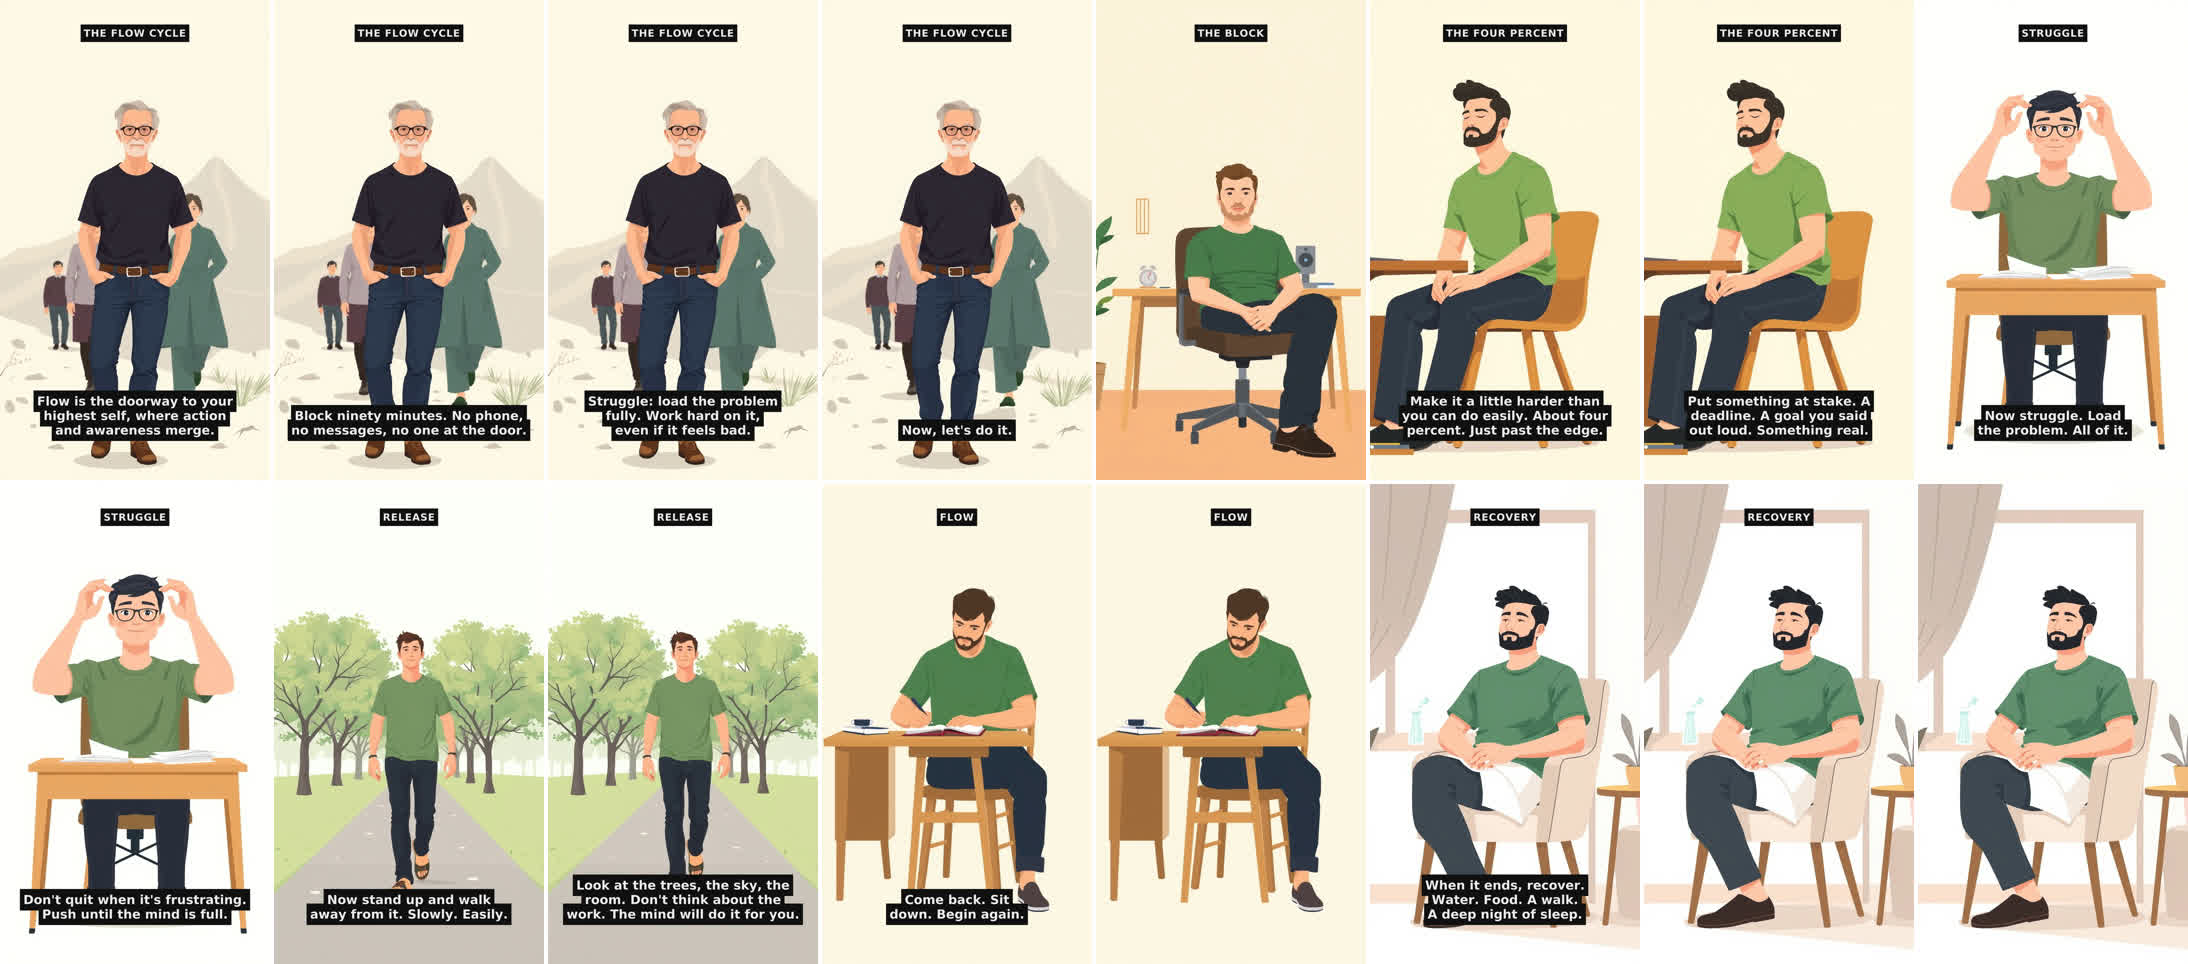 THE FLOW CYCLE
Flow is the doorway to your
highest self, where action
and awareness merge.
THE FLOW CYCLE
Block ninety minutes. No phone,
no messages, no one at the door.
THE FLOW CYCLE
Struggle: load the problem
fully. Work hard on it,
even if it feels bad.
THE FLOW CYCLE
Now, let's do it.
THE BLOCK
THE FOUR PERCENT
Make it a little harder than
you can do easily. About four
percent. Just past the edge.
THE FOUR PERCENT
Put something at stake. A
deadline. A goal you said
out loud. Something real.
STRUGGLE
Now struggle. Load
the problem. All of it.
STRUGGLE
Don't quit when it's frustrating.
Push until the mind is full.
RELEASE
Now stand up and walk
away from it. Slowly. Easily.
RELEASE
Look at the trees, the sky, the
room. Don't think about the
work. The mind will do it for you.
FLOW
Come back. Sit
down. Begin again.
FLOW
RECOVERY
When it ends, recover.
Water. Food. A walk.
A deep night of sleep.
RECOVERY